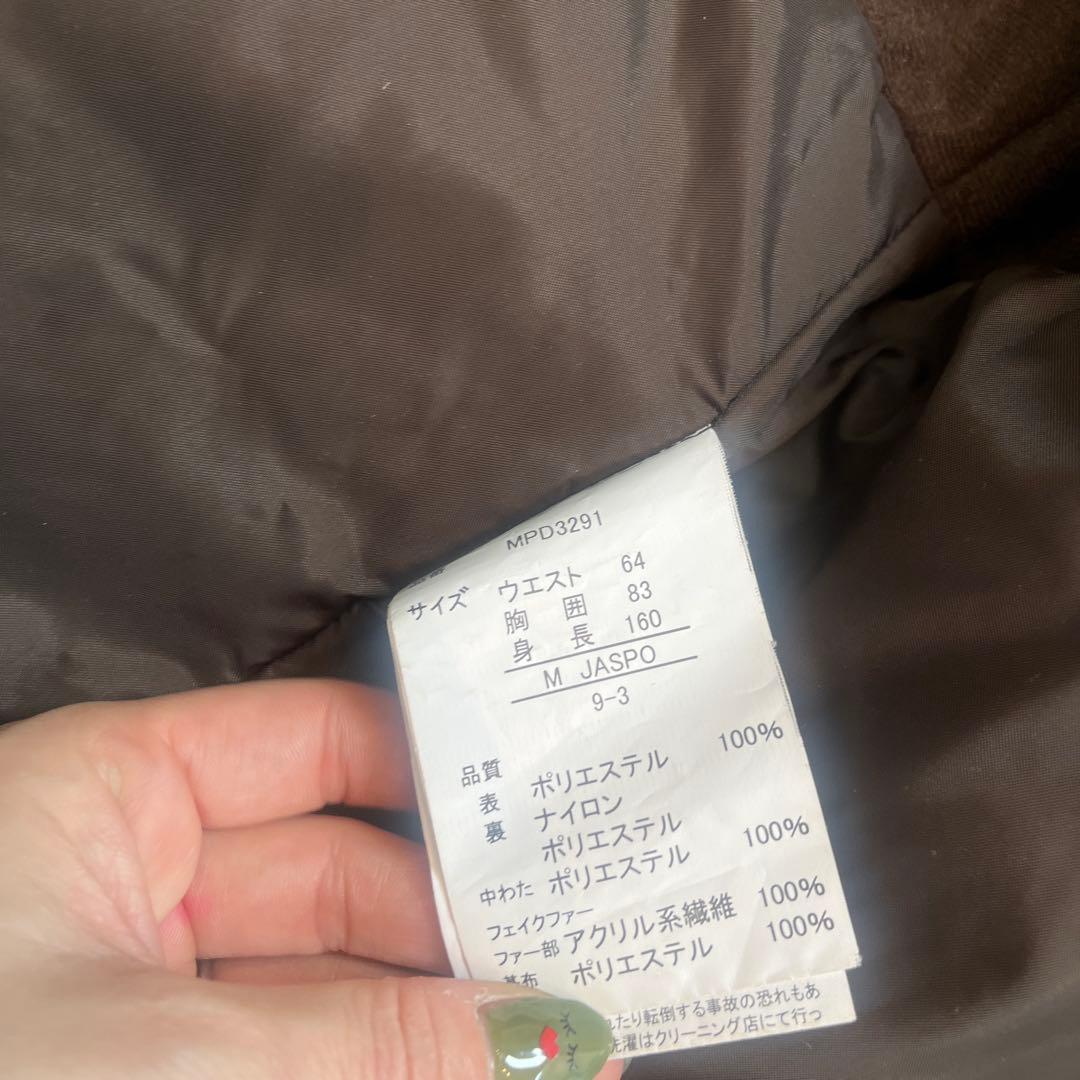 MPD3291
サイズ ウエスト 64
胸囲 83
身長 160
M JASPO
9-3
品質
表 ポリエステル 100%
裏 ナイロン
ポリエステル
中わた ポリエステル 100%
フェイクファー
ファー部 アクリル系繊維 100%
基布 ポリエステル 100%
れたり転倒する事故の恐れもあ
洗濯はクリーニング店にて行っ